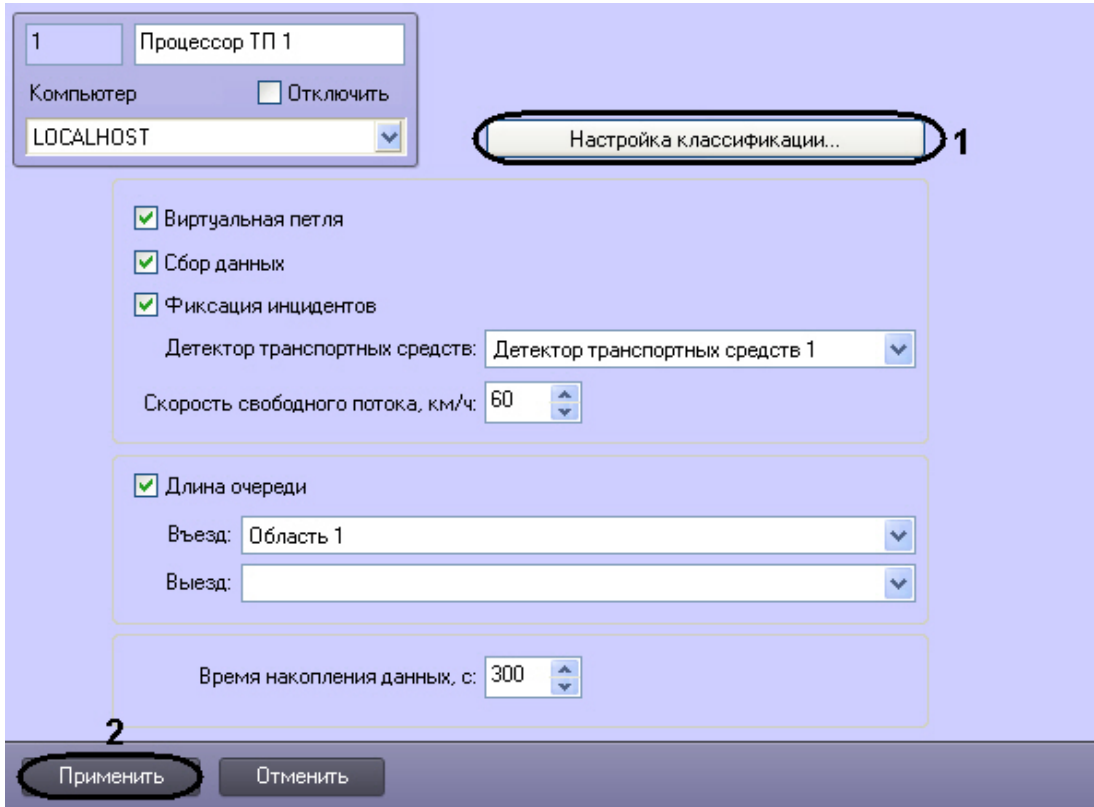 1 Процессор ТП 1
Компьютер Отключить
LOCALHOST
Настройка классификации... 1
Виртуальная петля
Сбор данных
Фиксация инцидентов
Детектор транспортных средств: Детектор транспортных средств 1
Скорость свободного потока, км/ч: 60
Длина очереди
Въезд: Область 1
Выезд:
Время накопления данных, с: 300
2
Применить Отменить